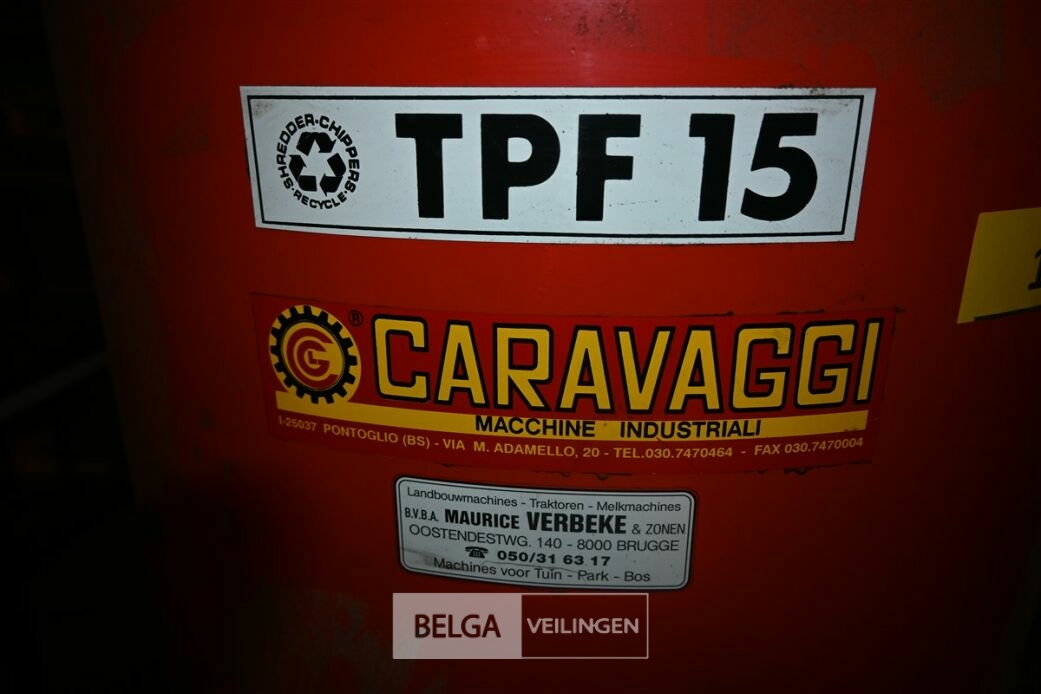 SHREDDER·CHIPPERS·RECYCLE·
TPF 15
CG
®
CARAVAGGI
MACCHINE INDUSTRIALI
I-25037 PONTOGLIO (BS) - VIA M. ADAMELLO, 20 - TEL.030.7470464 - FAX 030.7470004
Landbouwmachines - Traktoren - Melkmachines
B.V.B.A. MAURICE VERBEKE & ZONEN
OOSTENDESTWG. 140 - 8000 BRUGGE
☎ 050/31 63 17
Machines voor Tuin - Park - Bos
BELGA VEILINGEN